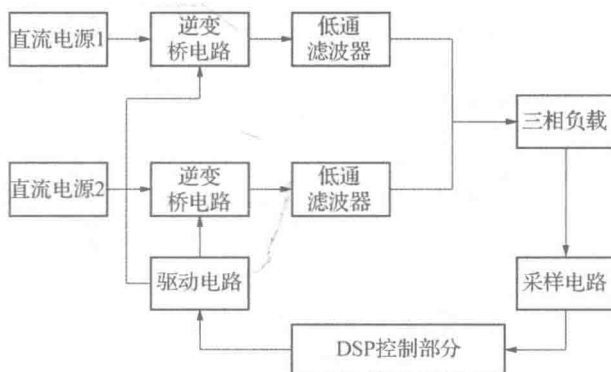 直流电源1
逆变
桥电路
低通
滤波器
三相负载
直流电源2
逆变
桥电路
低通
滤波器
驱动电路
采样电路
DSP控制部分